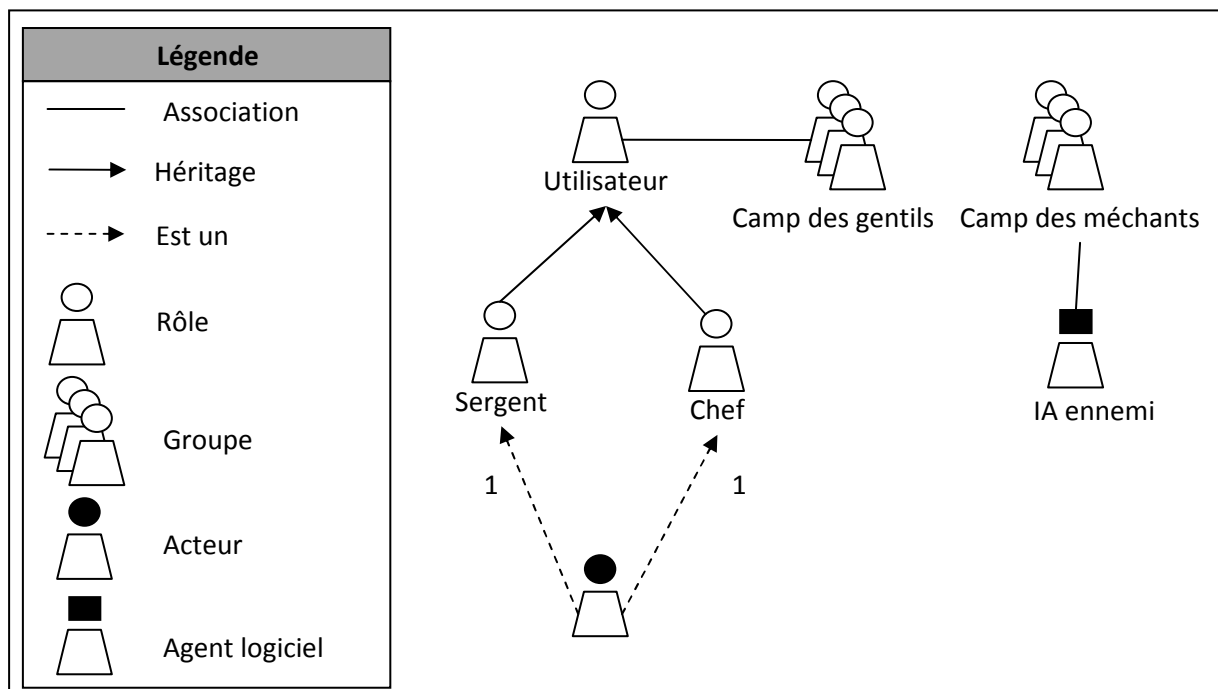 Légende
Association
Héritage
Est un
Rôle
Groupe
Acteur
Agent logiciel
Utilisateur
Camp des gentils
Camp des méchants
Sergent
Chef
IA ennemi
1
1